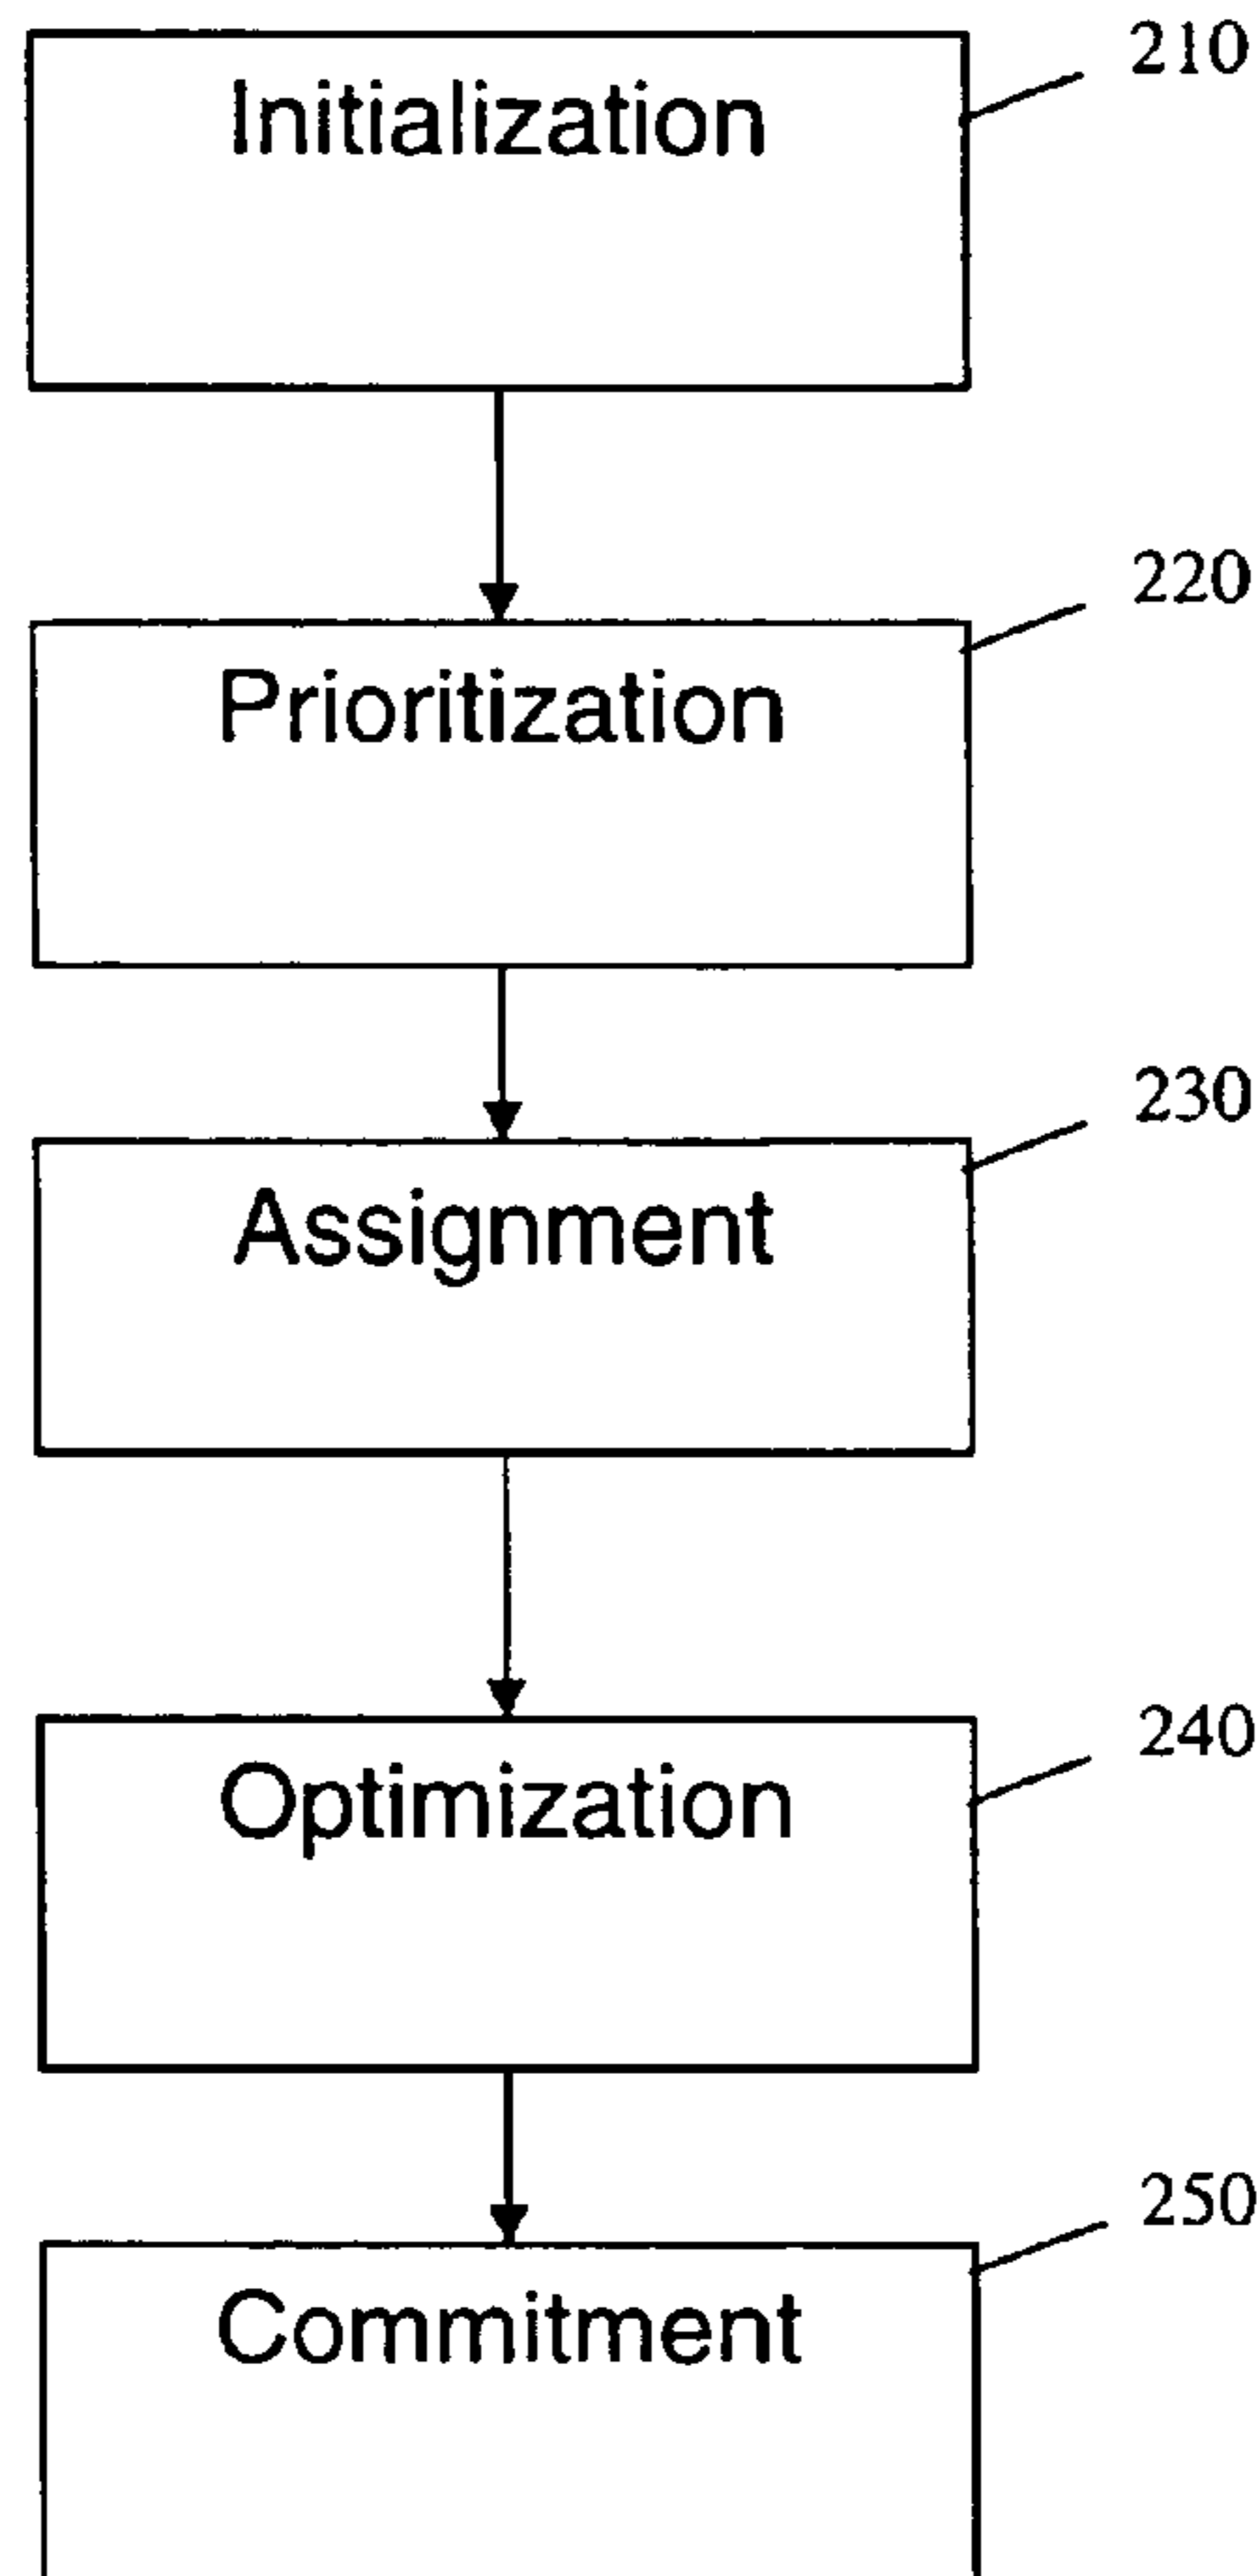 210
Initialization
220
Prioritization
230
Assignment
240
Optimization
250
Commitment